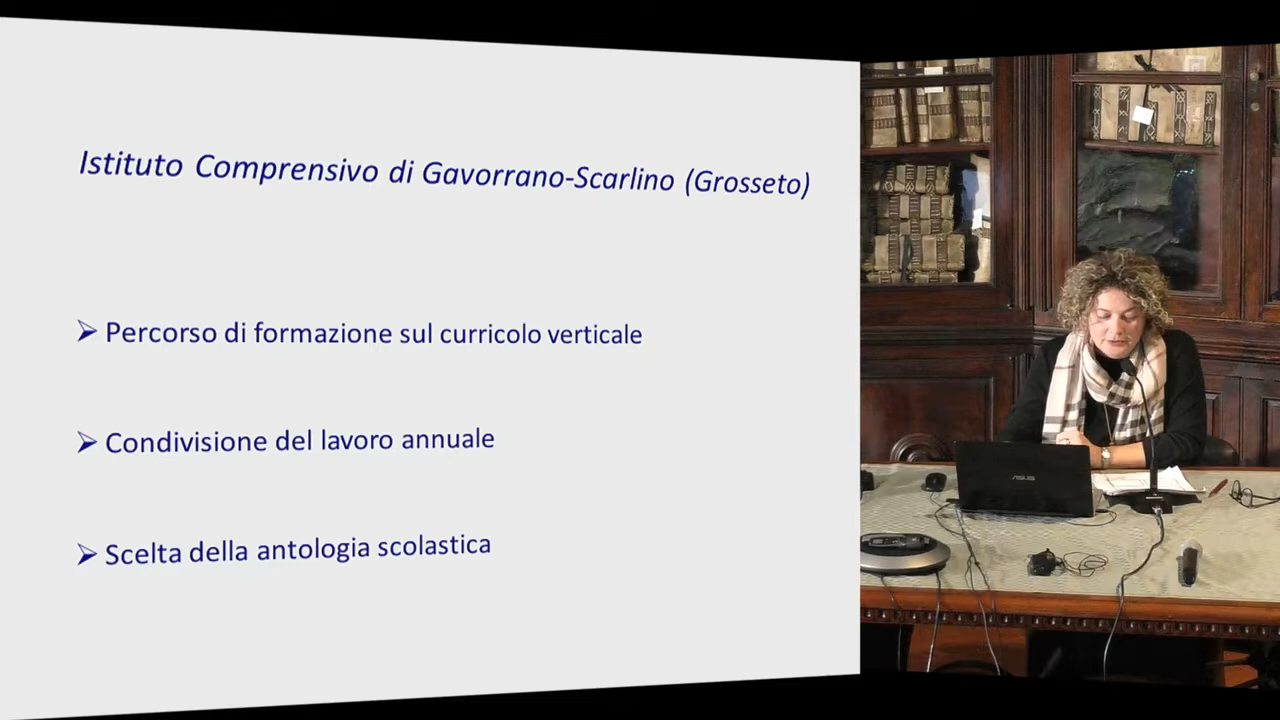 Istituto Comprensivo di Gavorrano-Scarlino (Grosseto)
Percorso di formazione sul curricolo verticale
Condivisione del lavoro annuale
Scelta della antologia scolastica
ASUS